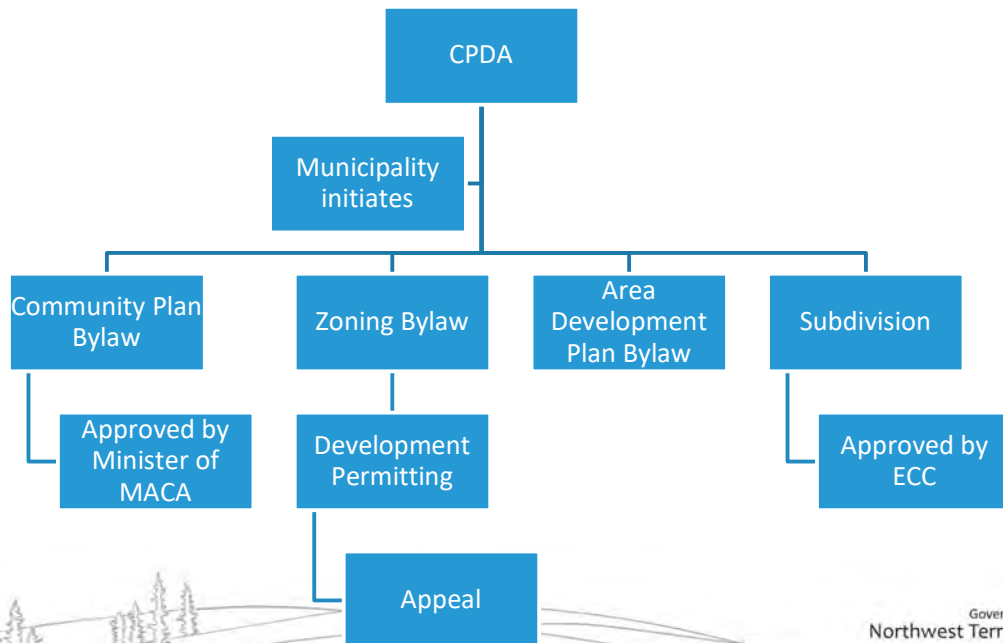 CPDA
Municipality
initiates
Community Plan
Bylaw
Zoning Bylaw
Area
Development
Plan Bylaw
Subdivision
Approved by
Minister of
MACA
Development
Permitting
Approved by
ECC
Appeal
Northwest